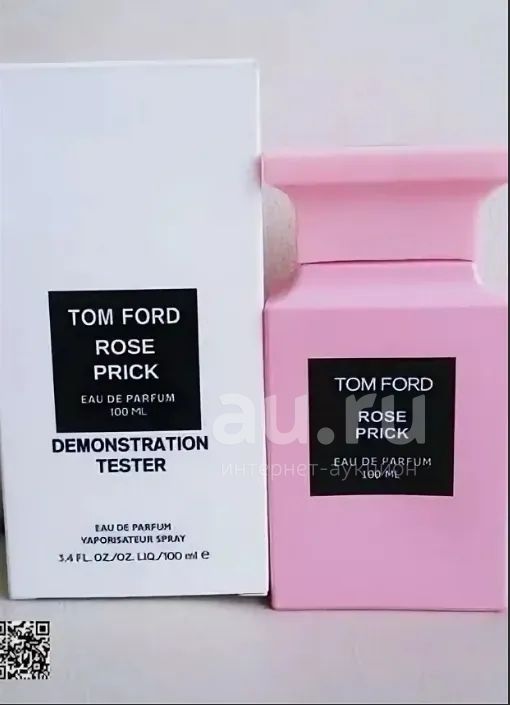 TOM FORD
ROSE
PRICK
EAU DE PARFUM
100 ML
DEMONSTRATION
TESTER
EAU DE PARFUM
VAPORISATEUR SPRAY
3.4 FL. OZ/OZ. LIQ/100 ml e
TOM FORD
ROSE
PRICK
EAU DE PARFUM
100 ML
au.ru
интернет-аукцион